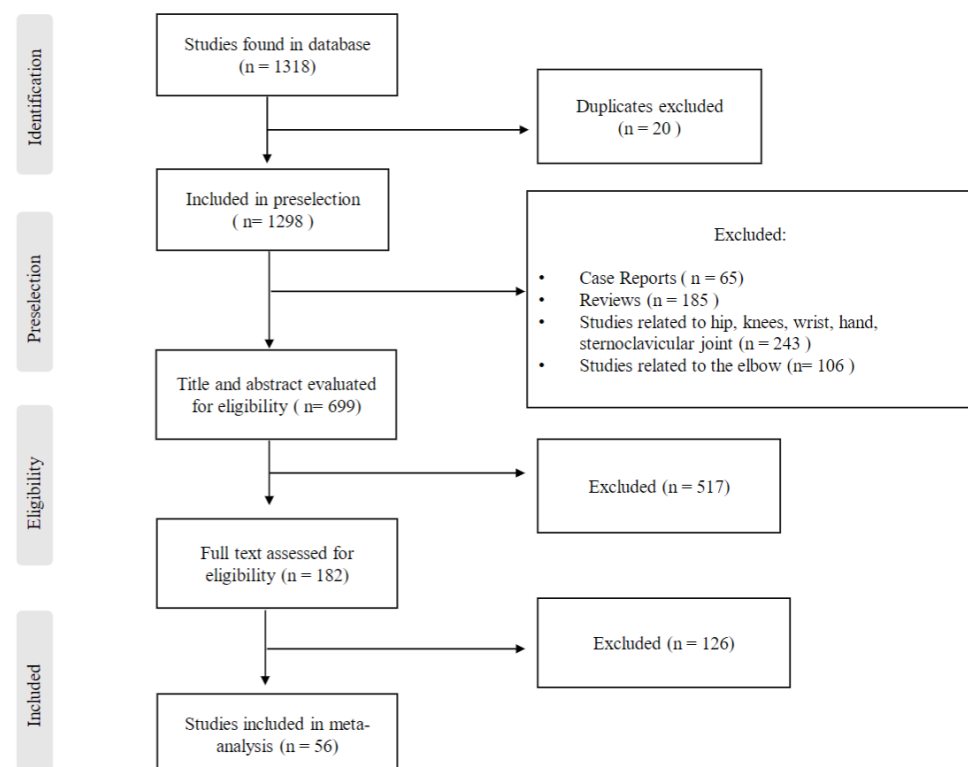 Identification
Studies found in database
(n = 1318)
Duplicates excluded
(n = 20 )
Preselection
Included in preselection
( n= 1298 )
Excluded:
• Case Reports ( n = 65)
• Reviews (n = 185 )
• Studies related to hip, knees, wrist, hand,
sternoclavicular joint (n = 243 )
• Studies related to the elbow (n= 106 )
Title and abstract evaluated
for eligibility ( n= 699)
Eligibility
Excluded (n = 517)
Full text assessed for
eligibility (n = 182)
Included
Excluded (n = 126)
Studies included in meta-
analysis (n = 56)